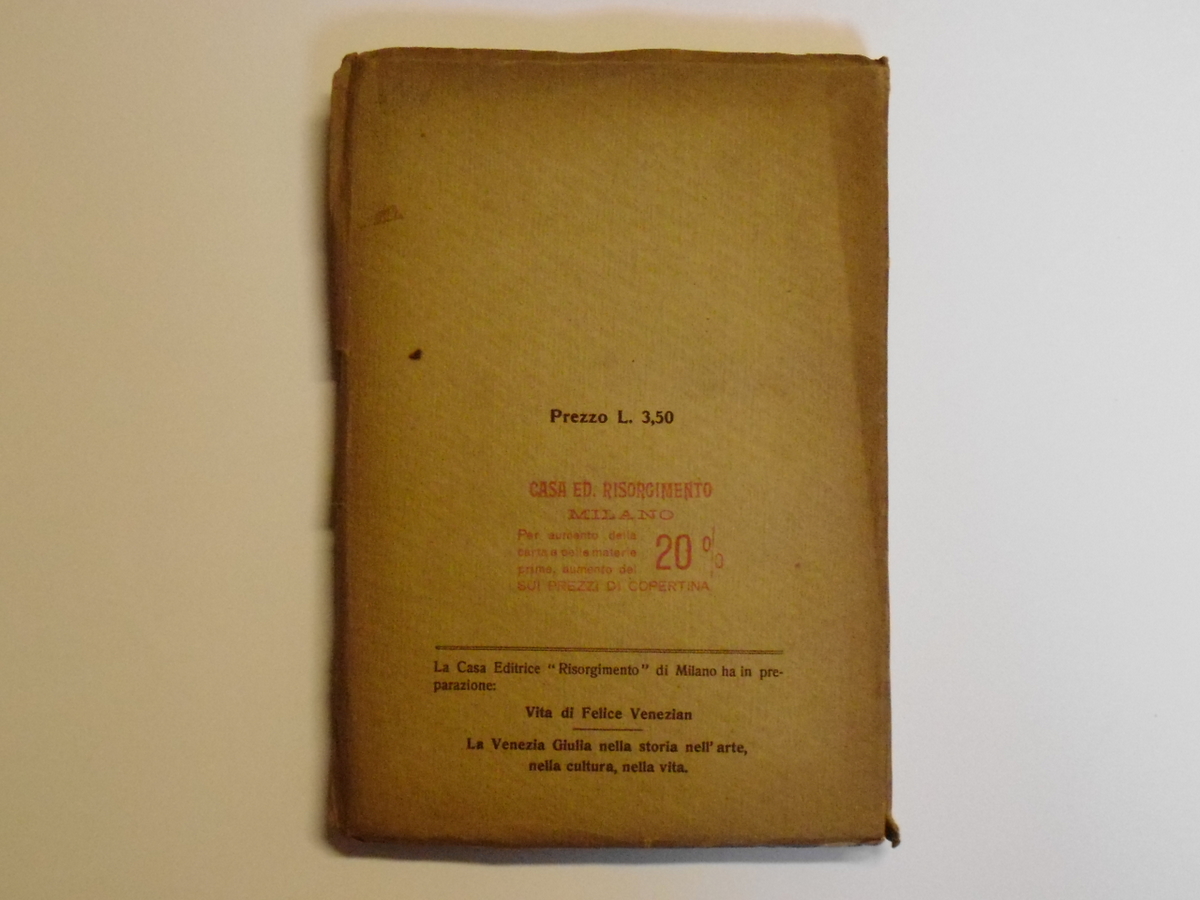 Prezzo L. 3,50
CASA ED. RISORGIMENTO
MILANO
Per aumento della
carta e delle materie
prime, aumento del
20 %
SUI PREZZI DI COPERTINA
La Casa Editrice "Risorgimento" di Milano ha in pre-
parazione:
Vita di Felice Venezian
La Venezia Giulia nella storia nell'arte,
nella cultura, nella vita.